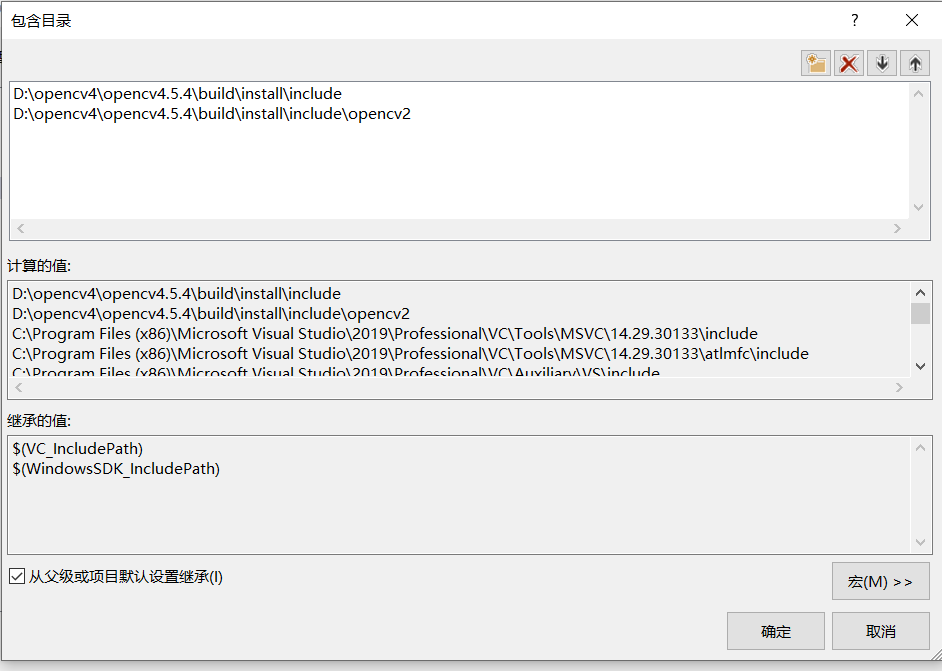 包含目录
?
D:\opencv4\opencv4.5.4\build\install\include
D:\opencv4\opencv4.5.4\build\install\include\opencv2
计算的值:
D:\opencv4\opencv4.5.4\build\install\include
D:\opencv4\opencv4.5.4\build\install\include\opencv2
C:\Program Files (x86)\Microsoft Visual Studio\2019\Professional\VC\Tools\MSVC\14.29.30133\include
C:\Program Files (x86)\Microsoft Visual Studio\2019\Professional\VC\Tools\MSVC\14.29.30133\atlmfc\include
C:\Program Files (x86)\Microsoft Visual Studio\2019\Professional\VC\Auxiliary\VS\include
继承的值:
$(VC_IncludePath)
$(WindowsSDK_IncludePath)
从父级或项目默认设置继承(I)
宏(M) >>
确定 取消